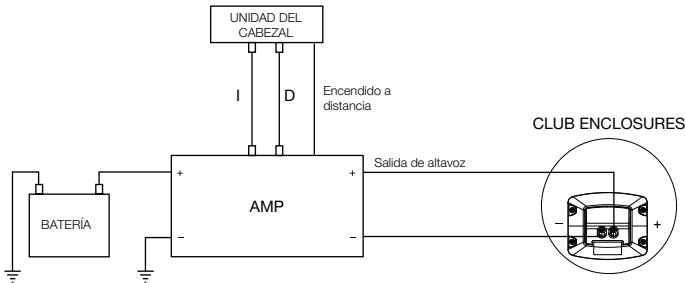 UNIDAD DEL
CABEZAL
I
D
Encendido a
distancia
CLUB ENCLOSURES
Salida de altavoz
+
+
AMP
BATERÍA
–
–
–
+